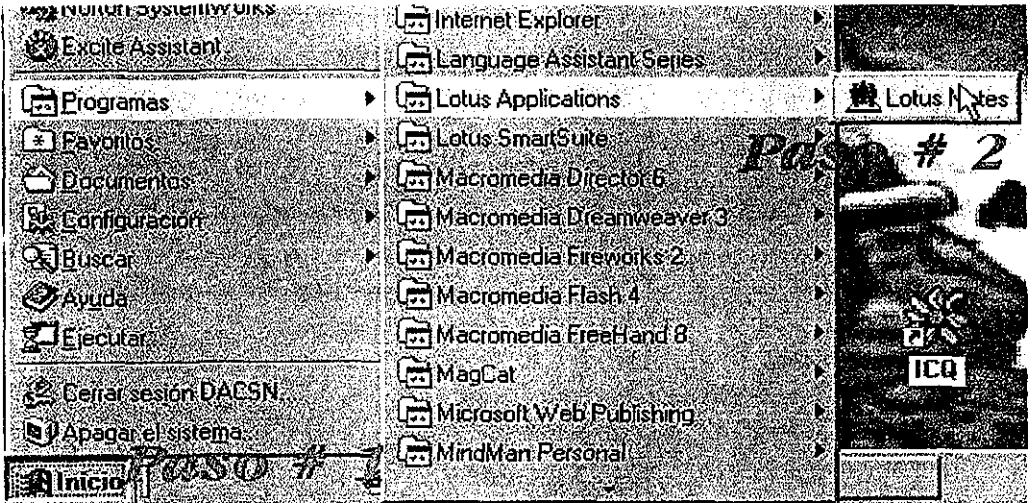 Norton SystemWorks
Excite Assistant
Programas
Favoritos
Documentos
Configuración
Buscar
Ayuda
Ejecutar...
Cerrar sesión DACSN...
Apagar el sistema...
Inicio
Paso # 1
Internet Explorer
Language Assistant Series
Lotus Applications
Lotus SmartSuite
Macromedia Director 6
Macromedia Dreamweaver 3
Macromedia Fireworks 2
Macromedia Flash 4
Macromedia FreeHand 8
MagCat
Microsoft Web Publishing
MindMan Personal
Lotus Notes
Paso # 2
ICQ